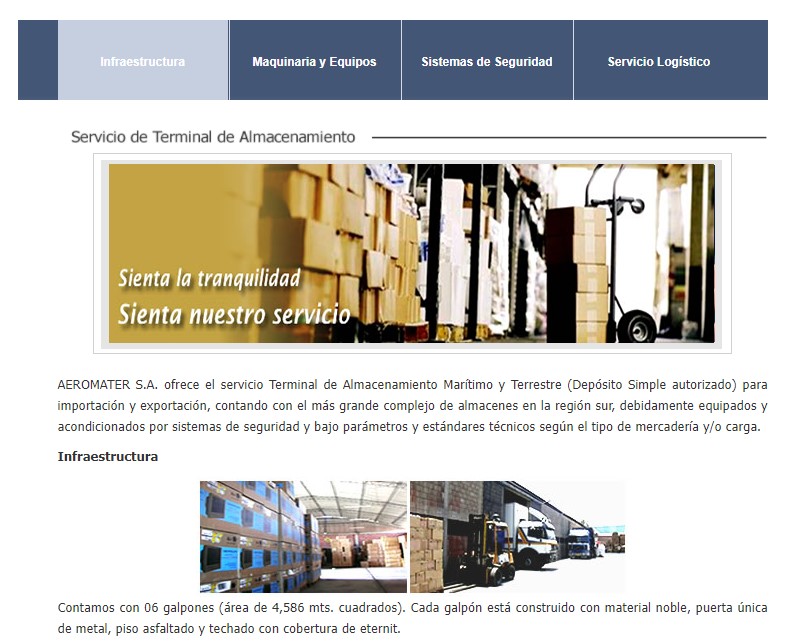 Infraestructura
Maquinaria y Equipos
Sistemas de Seguridad
Servicio Logístico
Servicio de Terminal de Almacenamiento
Sienta la tranquilidad
Sienta nuestro servicio
AEROMATER S.A. ofrece el servicio Terminal de Almacenamiento Marítimo y Terrestre (Depósito Simple autorizado) para
importación y exportación, contando con el más grande complejo de almacenes en la región sur, debidamente equipados y
acondicionados por sistemas de seguridad y bajo parámetros y estándares técnicos según el tipo de mercadería y/o carga.
Infraestructura
Contamos con 06 galpones (área de 4,586 mts. cuadrados). Cada galpón está construido con material noble, puerta única
de metal, piso asfaltado y techado con cobertura de eternit.